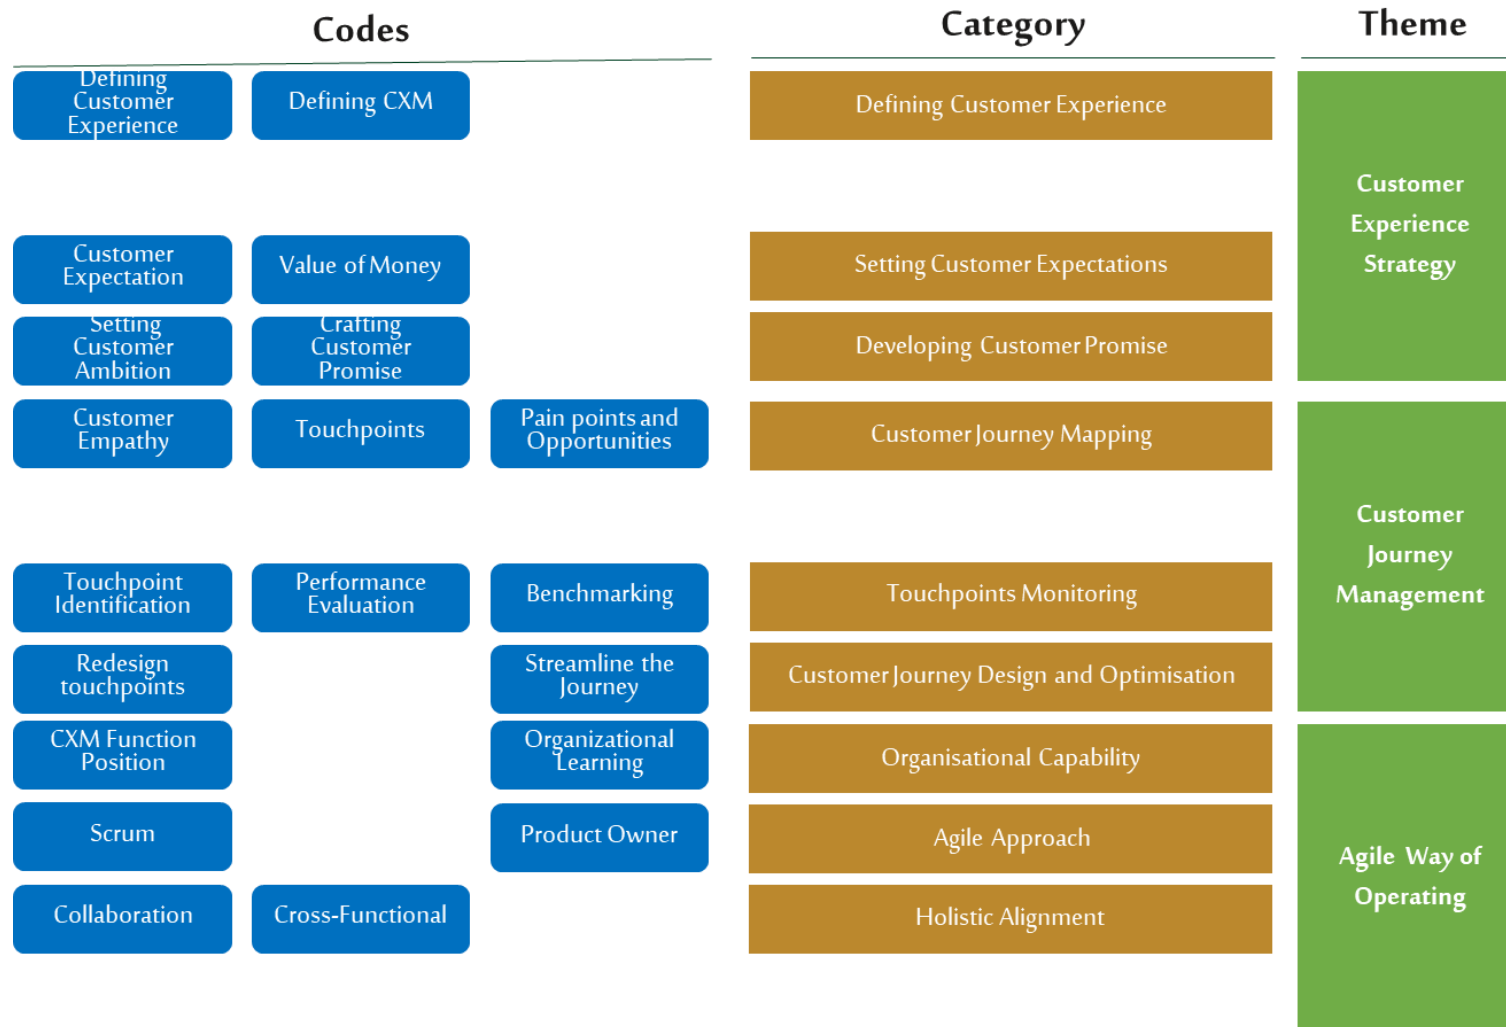 Codes
Category
Theme
Defining
Customer
Experience
Defining CXM
Defining Customer Experience
Customer
Experience
Strategy
Customer
Expectation
Value of Money
Setting Customer Expectations
Setting
Customer
Ambition
Crafting
Customer
Promise
Developing Customer Promise
Customer
Empathy
Touchpoints
Pain points and
Opportunities
Customer Journey Mapping
Customer
Journey
Management
Touchpoint
Identification
Performance
Evaluation
Benchmarking
Touchpoints Monitoring
Redesign
touchpoints
Streamline the
Journey
Customer Journey Design and Optimisation
CXM Function
Position
Organizational
Learning
Organisational Capability
Agile Way of
Operating
Scrum
Product Owner
Agile Approach
Collaboration
Cross-Functional
Holistic Alignment